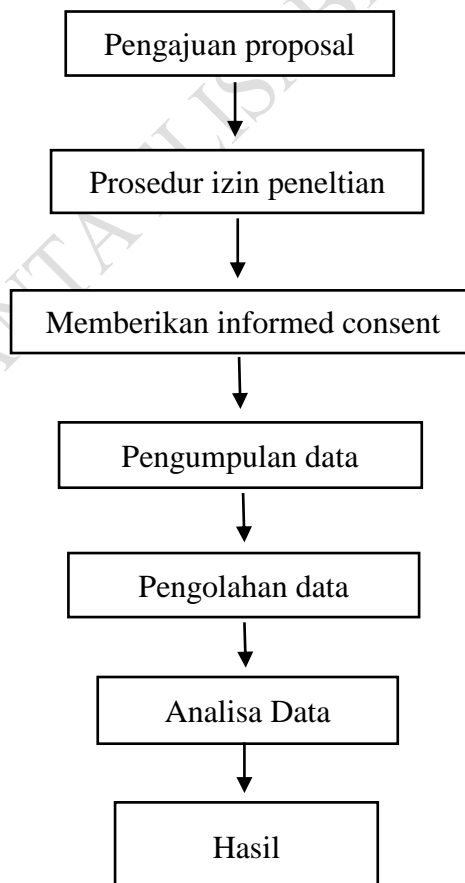 Pengajuan proposal
Prosedur izin peneltian
Memberikan informed consent
Pengumpulan data
Pengolahan data
Analisa Data
Hasil